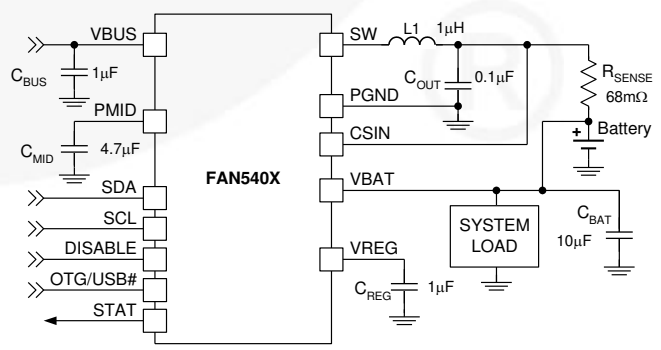 VBUS
C_BUS
1μF
PMID
C_MID
4.7μF
SDA
SCL
DISABLE
OTG/USB#
STAT
FAN540X
SW
L1 1μH
C_OUT
0.1μF
PGND
CSIN
VBAT
VREG
C_REG
1μF
R_SENSE
68mΩ
+ Battery
SYSTEM
LOAD
C_BAT
10μF
®